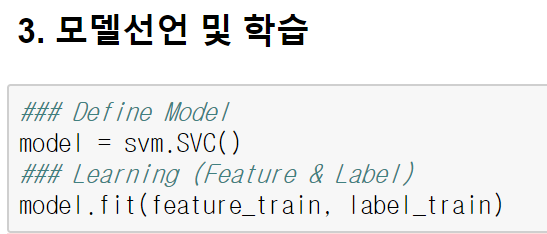 3. 모델선언 및 학습
### Define Model
model = svm.SVC()
### Learning (Feature & Label)
model.fit(feature_train, label_train)